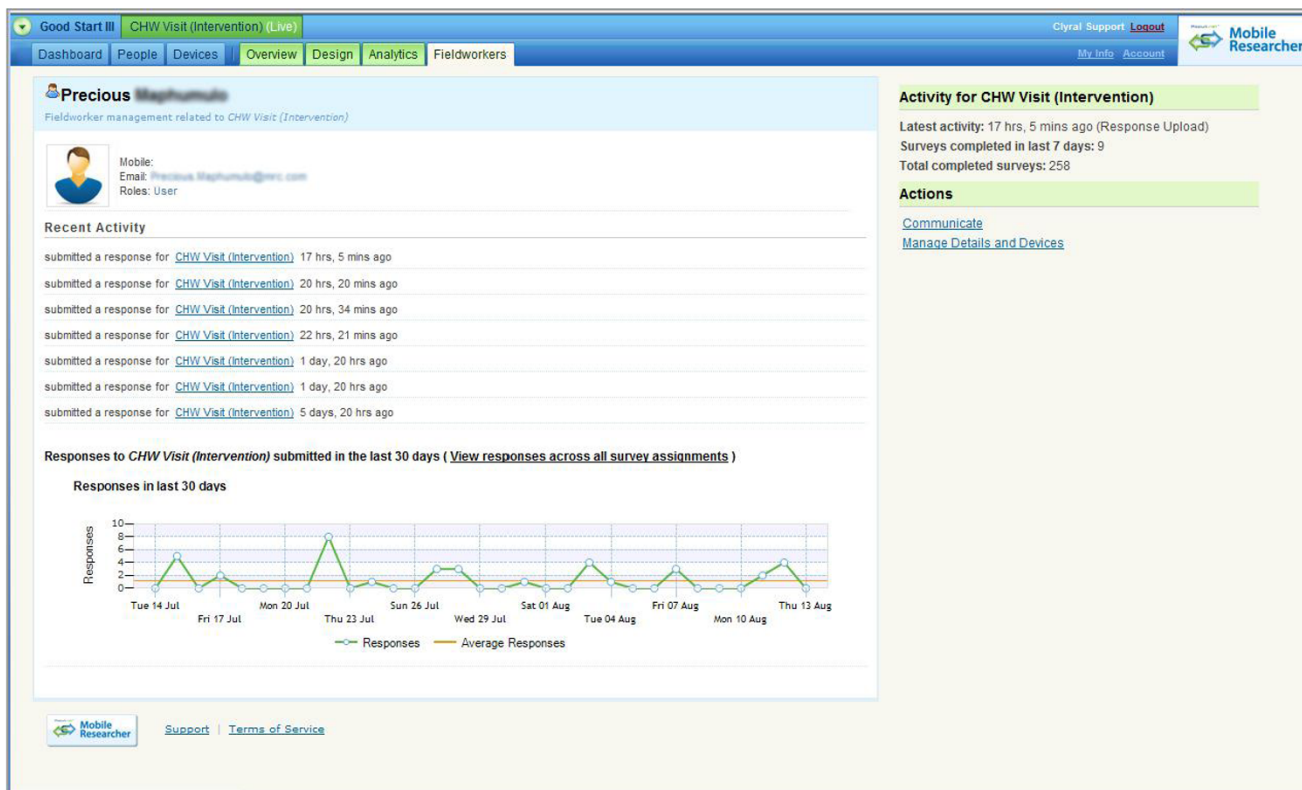 Good Start III CHW Visit (Intervention) (Live)
Clyral Support Logout
Mobile Researcher
Dashboard People Devices Overview Design Analytics Fieldworkers
My Info Account
Precious
Fieldworker management related to CHW Visit (Intervention)
Mobile:
Email:
Roles: User
Recent Activity
submitted a response for CHW Visit (Intervention) 17 hrs, 5 mins ago
submitted a response for CHW Visit (Intervention) 20 hrs, 20 mins ago
submitted a response for CHW Visit (Intervention) 20 hrs, 34 mins ago
submitted a response for CHW Visit (Intervention) 22 hrs, 21 mins ago
submitted a response for CHW Visit (Intervention) 1 day, 20 hrs ago
submitted a response for CHW Visit (Intervention) 1 day, 20 hrs ago
submitted a response for CHW Visit (Intervention) 5 days, 20 hrs ago
Responses to CHW Visit (Intervention) submitted in the last 30 days ( View responses across all survey assignments )
Responses in last 30 days
Responses
10
8
6
4
2
0
Tue 14 Jul Mon 20 Jul Sun 26 Jul Sat 01 Aug Fri 07 Aug Thu 13 Aug
Fri 17 Jul Thu 23 Jul Wed 29 Jul Tue 04 Aug Mon 10 Aug
Responses Average Responses
Activity for CHW Visit (Intervention)
Latest activity: 17 hrs, 5 mins ago (Response Upload)
Surveys completed in last 7 days: 9
Total completed surveys: 258
Actions
Communicate
Manage Details and Devices
Mobile Researcher
Support | Terms of Service